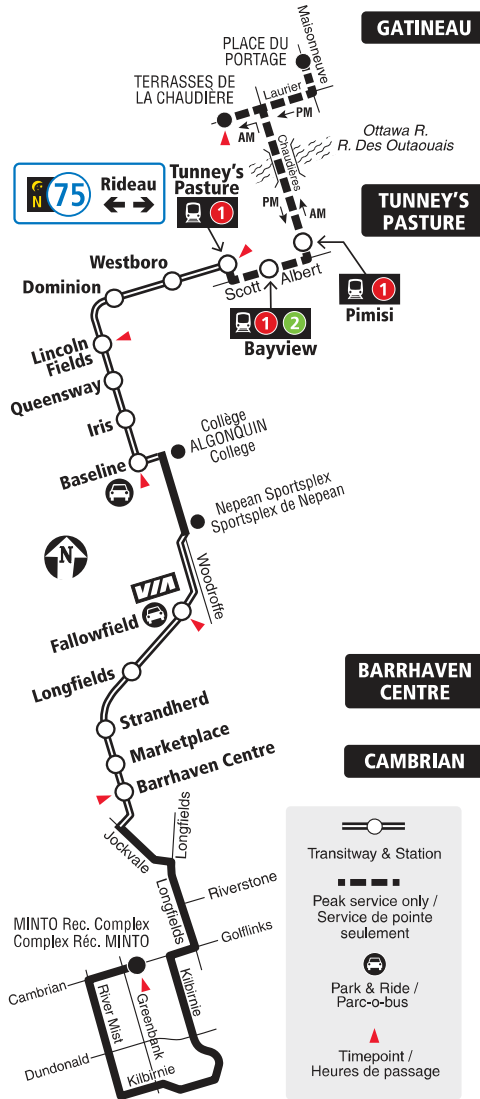 GATINEAU
PLACE DU
PORTAGE
Maisonneuve
TERRASSES DE
LA CHAUDIÈRE
Laurier
PM
AM
Chaudières
Ottawa R.
R. Des Outaouais
N
75
Rideau
Tunney's
Pasture
1
TUNNEY'S
PASTURE
PM
AM
Westboro
Dominion
Scott
Albert
1
Pimisi
1
2
Bayview
Lincoln
Fields
Queensway
Iris
Baseline
Collège
ALGONQUIN
College
Nepean Sportsplex
Sportsplex de Nepean
N
Woodroffe
VIA
Fallowfield
Longfields
BARRHAVEN
CENTRE
Strandherd
Marketplace
Barrhaven Centre
CAMBRIAN
Jockvale
Longfields
Longfields
Riverstone
Golflinks
MINTO Rec. Complex
Complexe Réc. MINTO
Cambrian
River Mist
Greenbank
Kilbirnie
Dundonald
Kilbirnie
Transitway & Station
Peak service only /
Service de pointe
seulement
Park & Ride /
Parc-o-bus
Timepoint /
Heures de passage